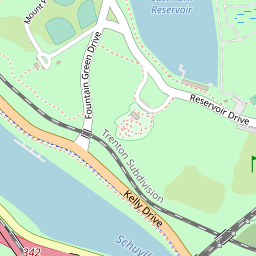 Reservoir
Mount P
Fountain Green Drive
Reservoir Drive
Trenton Subdivision
Kelly Drive
Schuyl
342